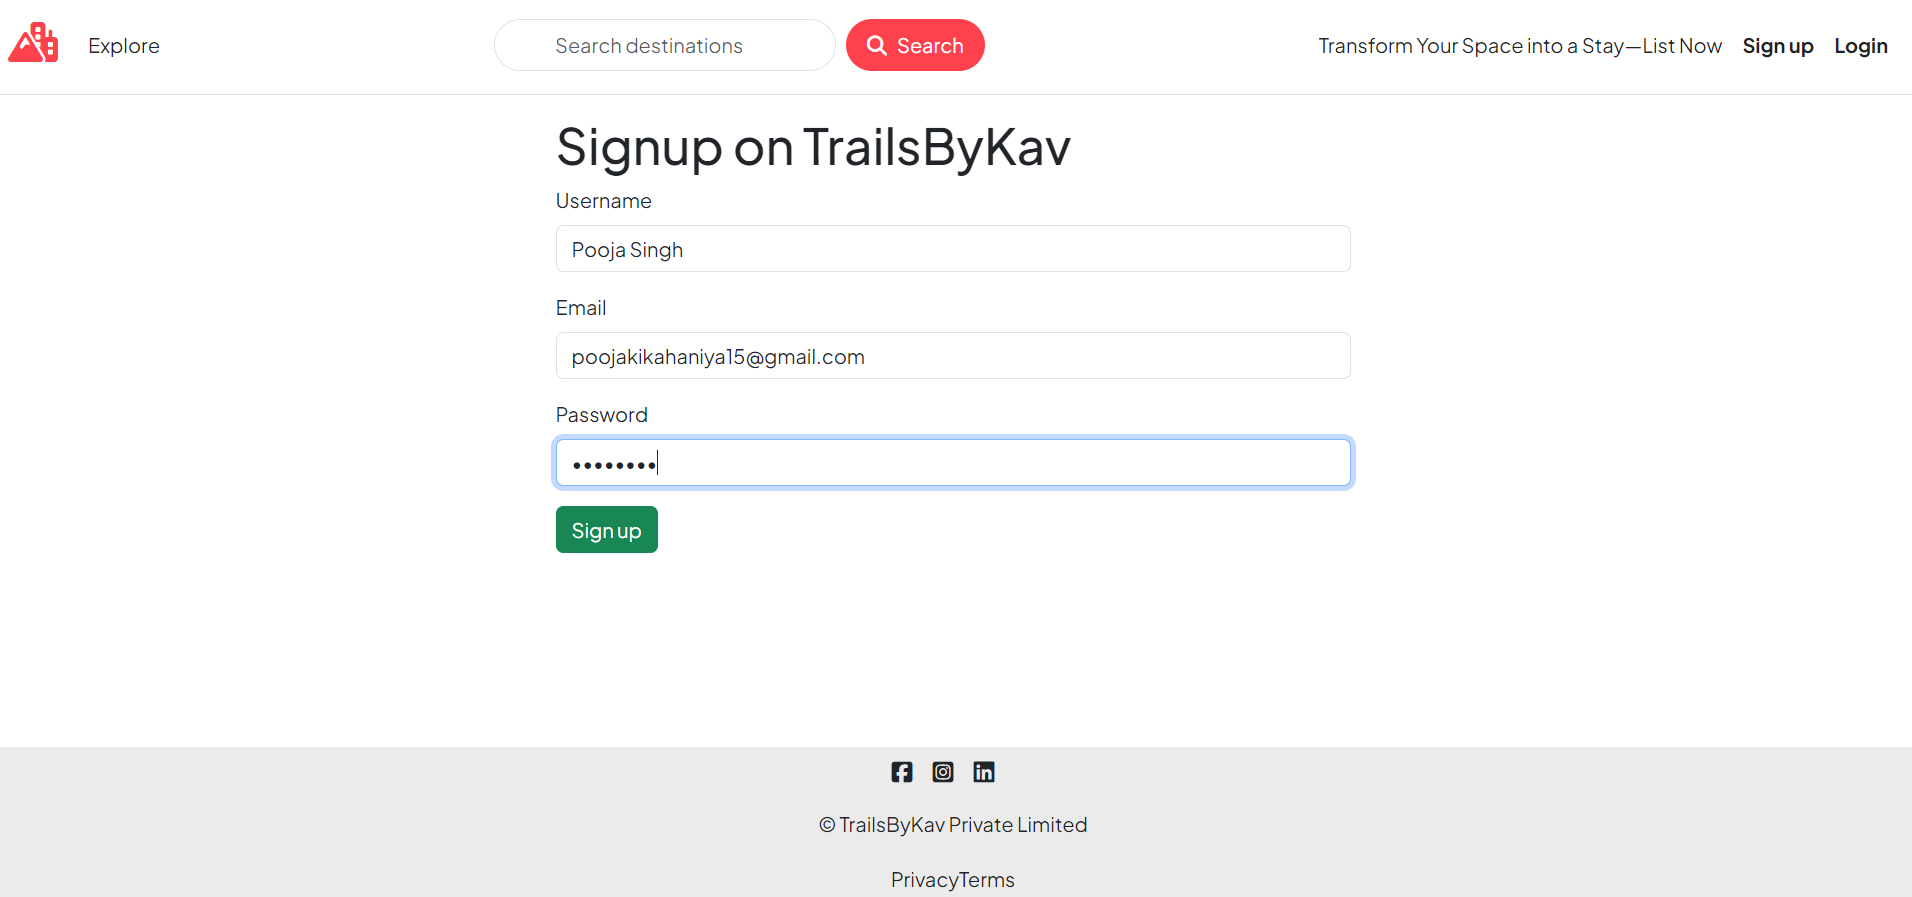 Explore
Search destinations
Search
Transform Your Space into a Stay—List Now
Sign up
Login
Signup on TrailsByKav
Username
Pooja Singh
Email
poojakikahaniya15@gmail.com
Password
••••••••
Sign up
© TrailsByKav Private Limited
PrivacyTerms